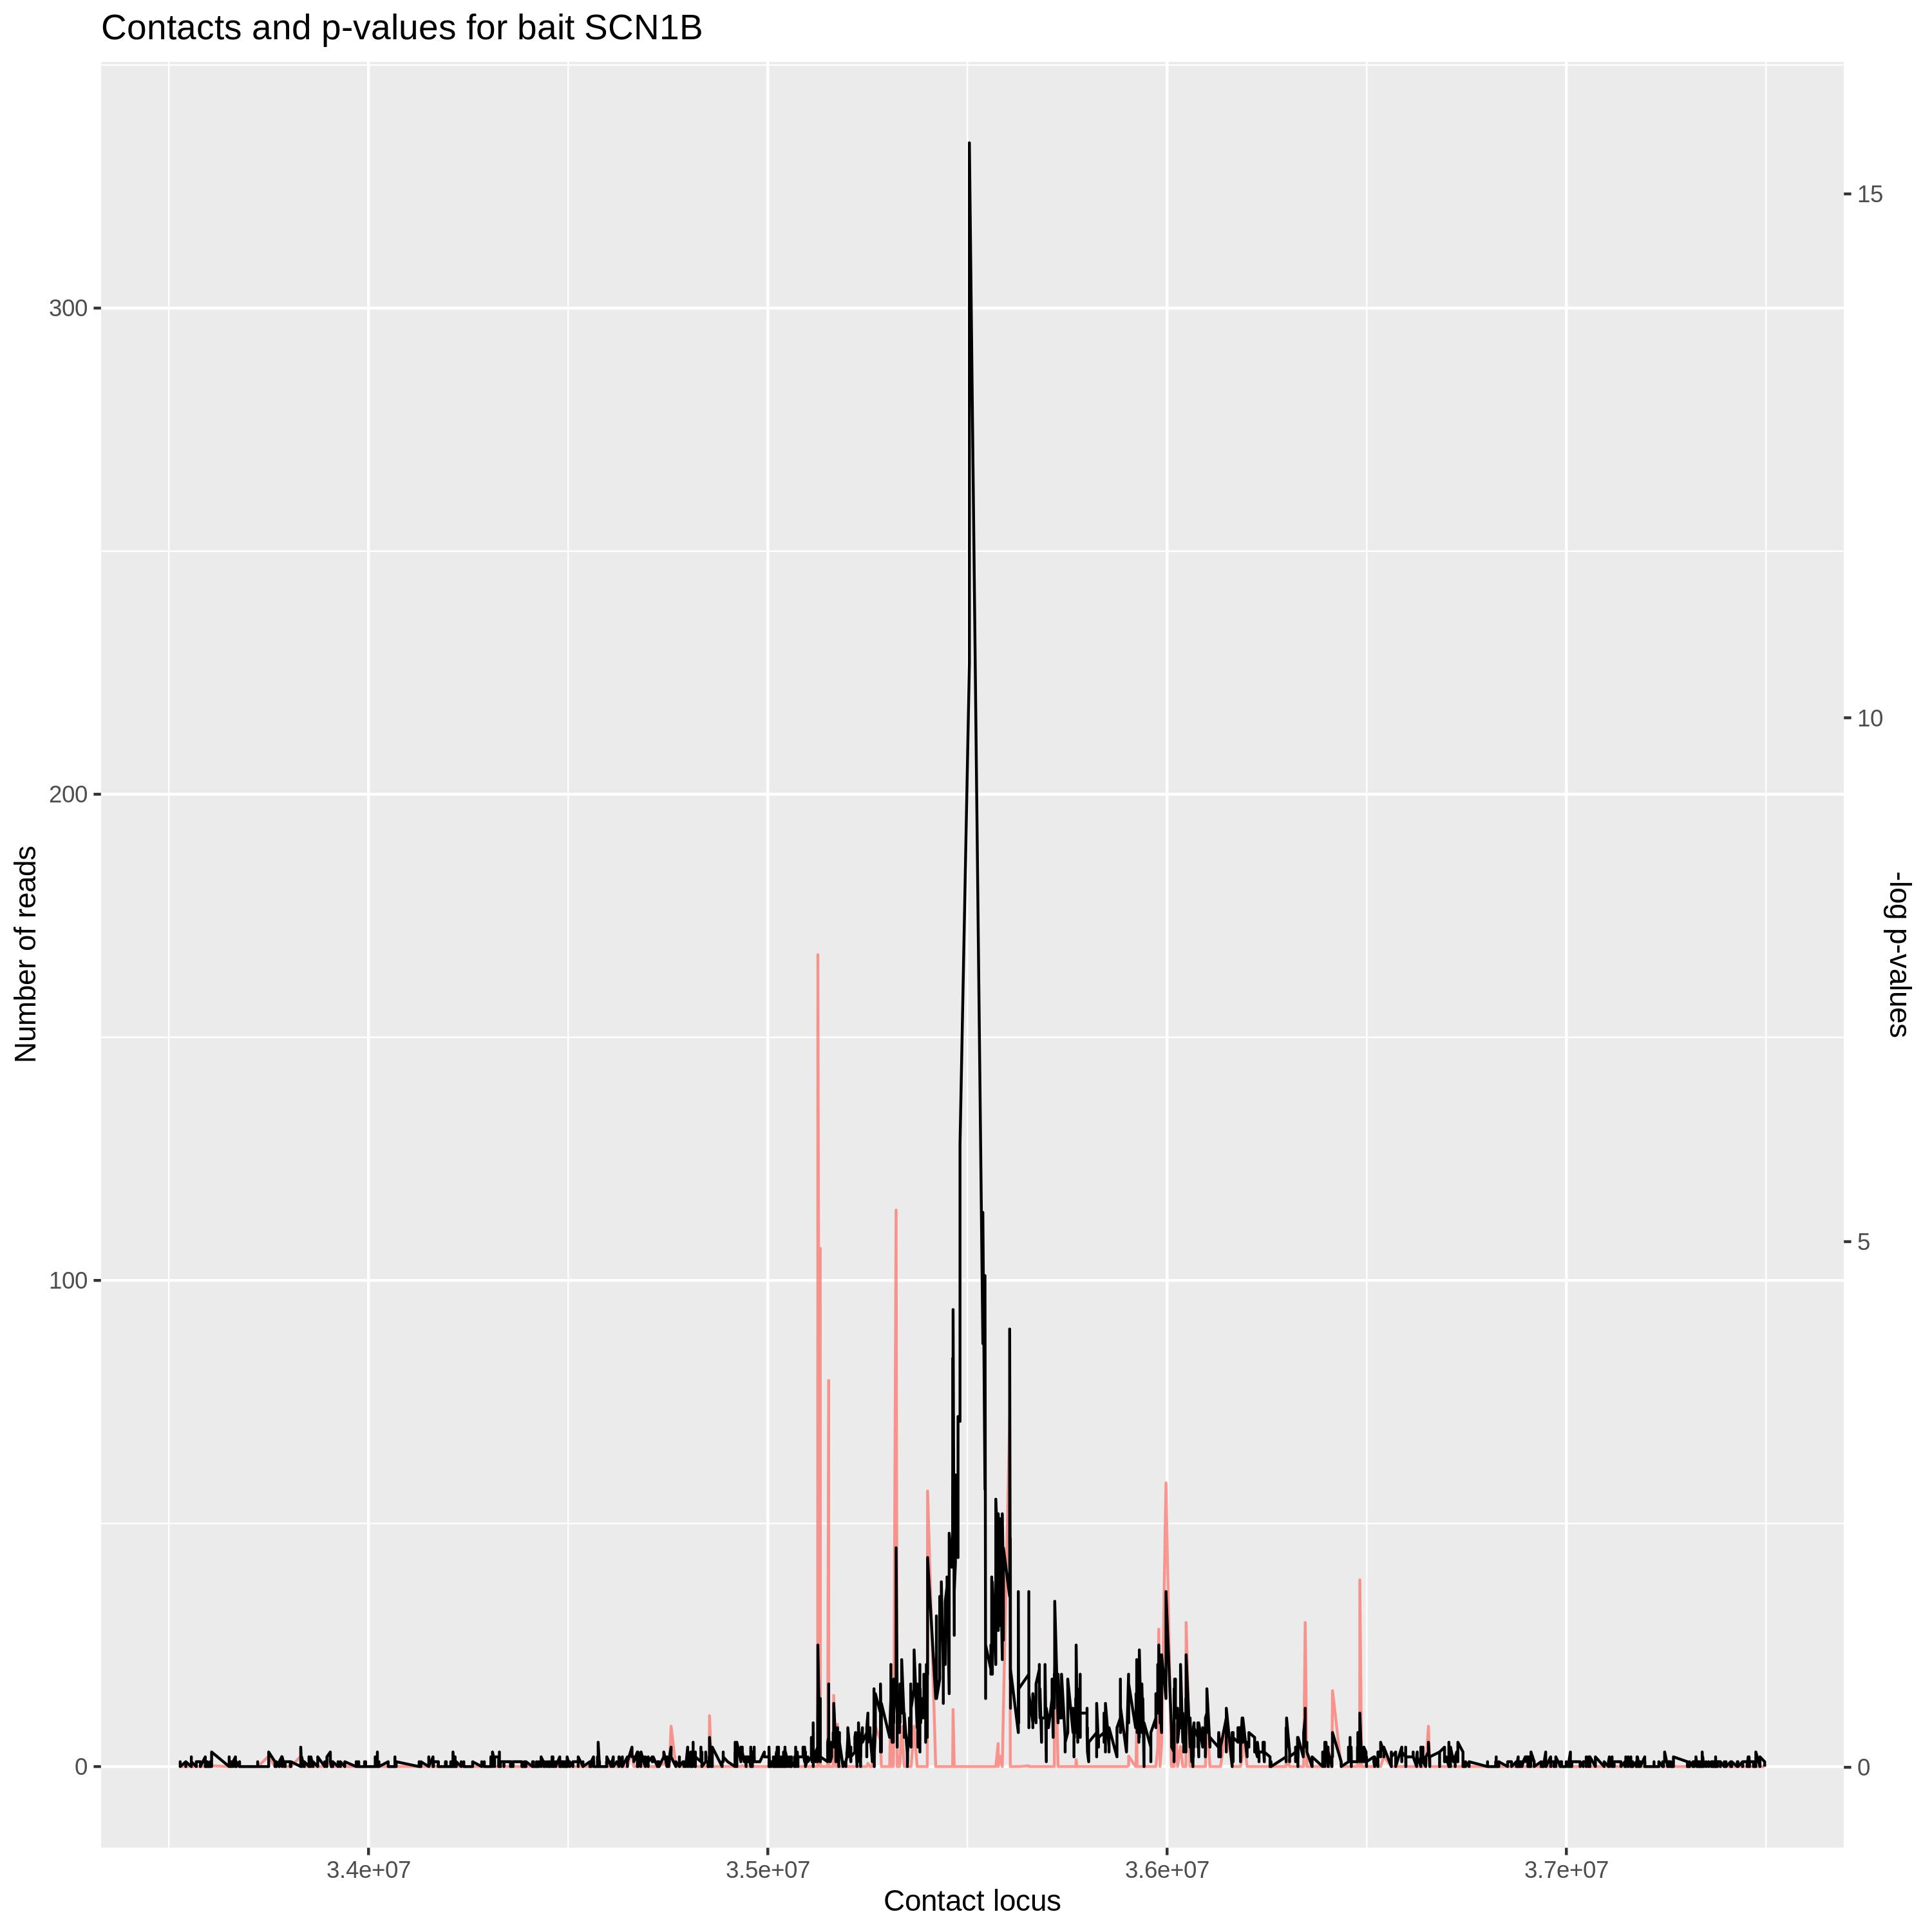 Contacts and p-values for bait SCN1B
Number of reads
300
200
100
0
15
10
5
0
-log p-values
3.4e+07
3.5e+07
3.6e+07
3.7e+07
Contact locus